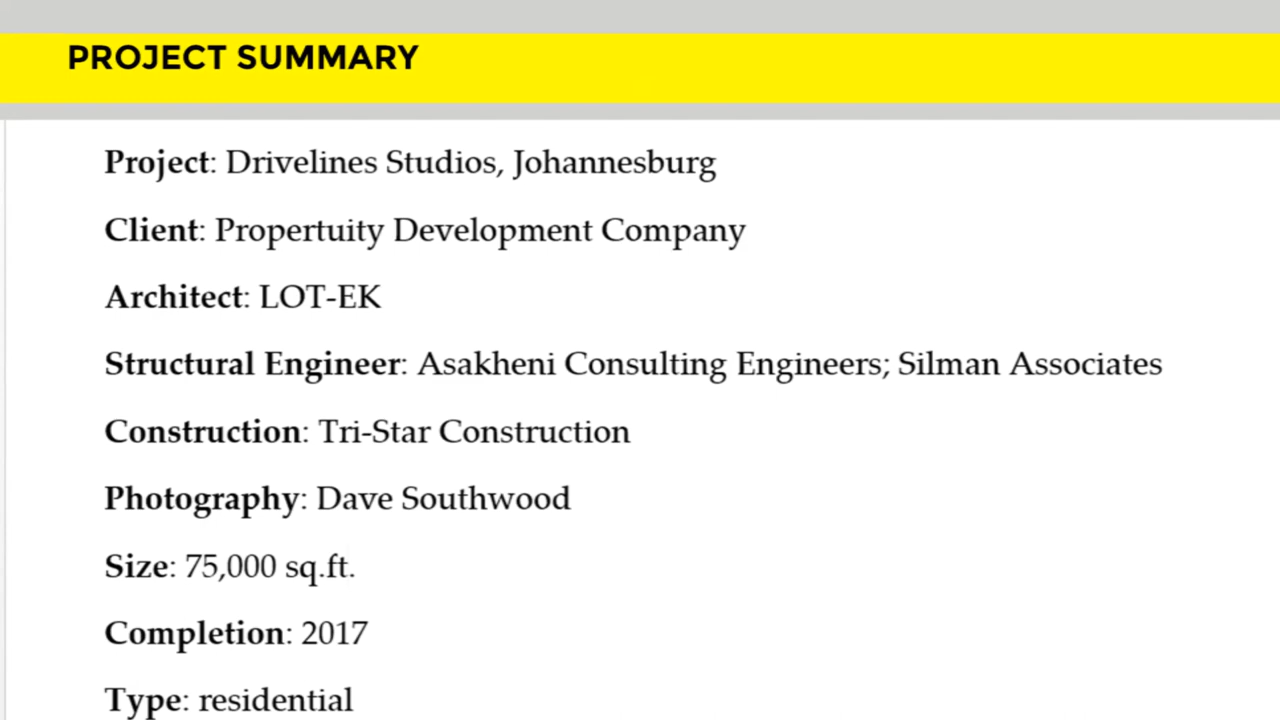 PROJECT SUMMARY
Project: Drivelines Studios, Johannesburg
Client: Propertuity Development Company
Architect: LOT-EK
Structural Engineer: Asakheni Consulting Engineers; Silman Associates
Construction: Tri-Star Construction
Photography: Dave Southwood
Size: 75,000 sq.ft.
Completion: 2017
Type: residential